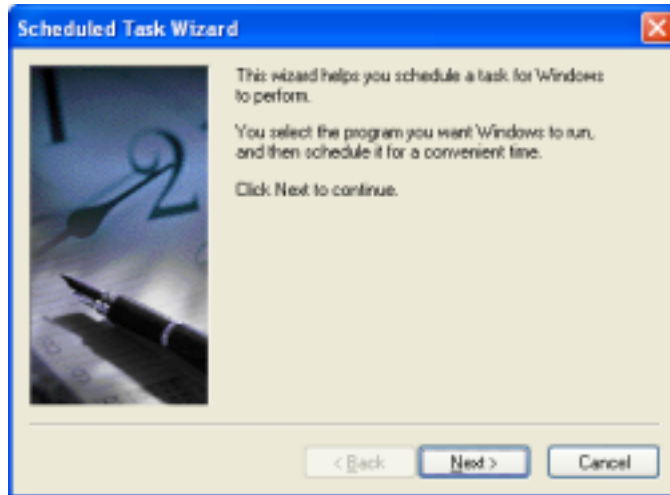 Scheduled Task Wizard
This wizard helps you schedule a task for Windows
to perform.
You select the program you want Windows to run,
and then schedule it for a convenient time.
Click Next to continue.
< Back
Next >
Cancel